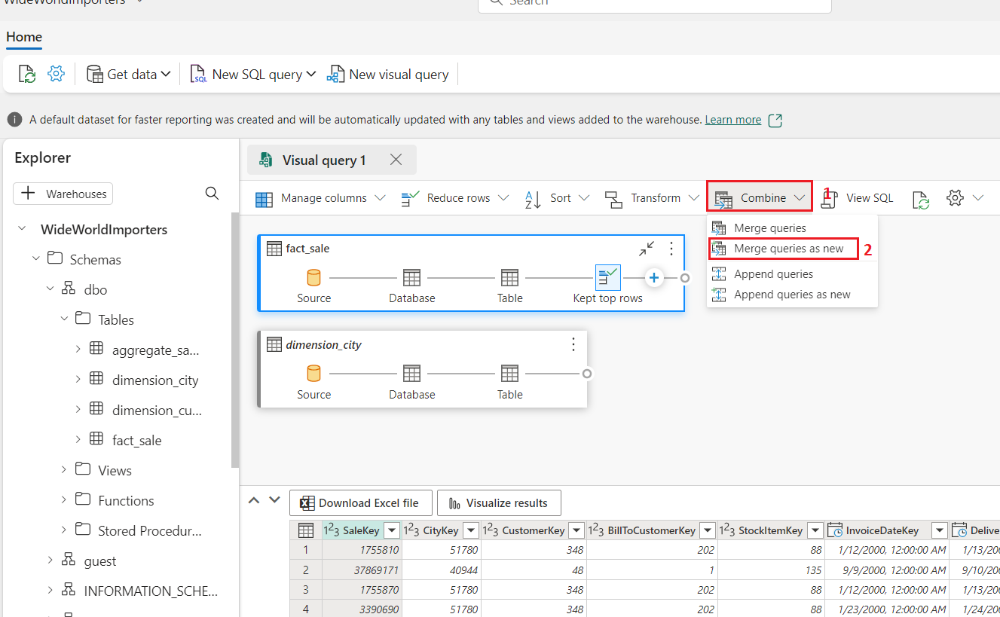 WideWorldImporters
Search
Home
Get data
SQL New SQL query
New visual query
A default dataset for faster reporting was created and will be automatically updated with any tables and views added to the warehouse. Learn more
Explorer
Warehouses
WideWorldImporters
Schemas
dbo
Tables
aggregate_sa...
dimension_city
dimension_cu...
fact_sale
Views
Functions
Stored Procedur...
guest
INFORMATION_SCHE...
Visual query 1
Manage columns
Reduce rows
Sort
Transform
Combine
1
View SQL
Merge queries
Merge queries as new 2
Append queries
Append queries as new
fact_sale
Source Database Table Kept top rows
dimension_city
Source Database Table
Download Excel file
Visualize results
123 SaleKey 123 CityKey 123 CustomerKey 123 BillToCustomerKey 123 StockItemKey InvoiceDateKey Delive
1 1755810 51780 348 202 88 1/12/2000, 12:00:00 AM 1/13/200
2 37869171 40944 48 1 135 9/9/2000, 12:00:00 AM 9/10/200
3 1755870 51780 348 202 88 1/12/2000, 12:00:00 AM 1/13/200
4 3390690 51780 348 202 88 1/23/2000, 12:00:00 AM 1/24/200